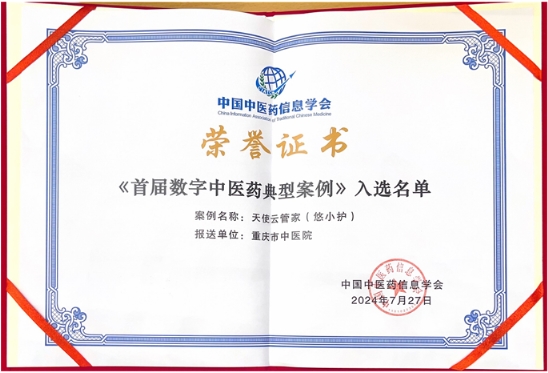 中国中医药信息学会
China Information Association of Traditional Chinese Medicine
荣誉证书
《首届数字中医药典型案例》入选名单
案例名称：天使云管家（悠小护）
报送单位：重庆市中医院
中国中医药信息学会
2024年7月27日